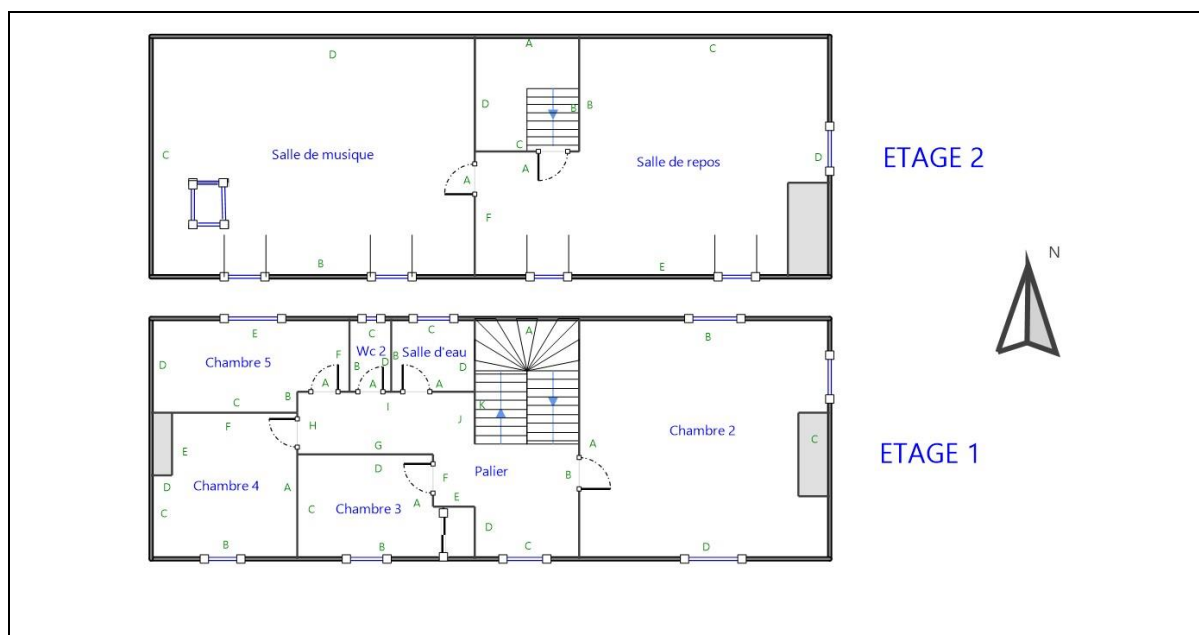 A
C
D
D
B
B
ETAGE 2
C
Salle de musique
C
Salle de repos
D
A
A
F
B
E
N
E
C
C
A
B
F
Wc 2
B
Salle d'eau
D
Chambre 5
B
D
D
A
A
A
B
C
I
K
F
H
J
Chambre 2
C
E
G
A
ETAGE 1
D
Palier
B
D
Chambre 4
A
F
A
E
C
C
Chambre 3
D
B
B
C
D